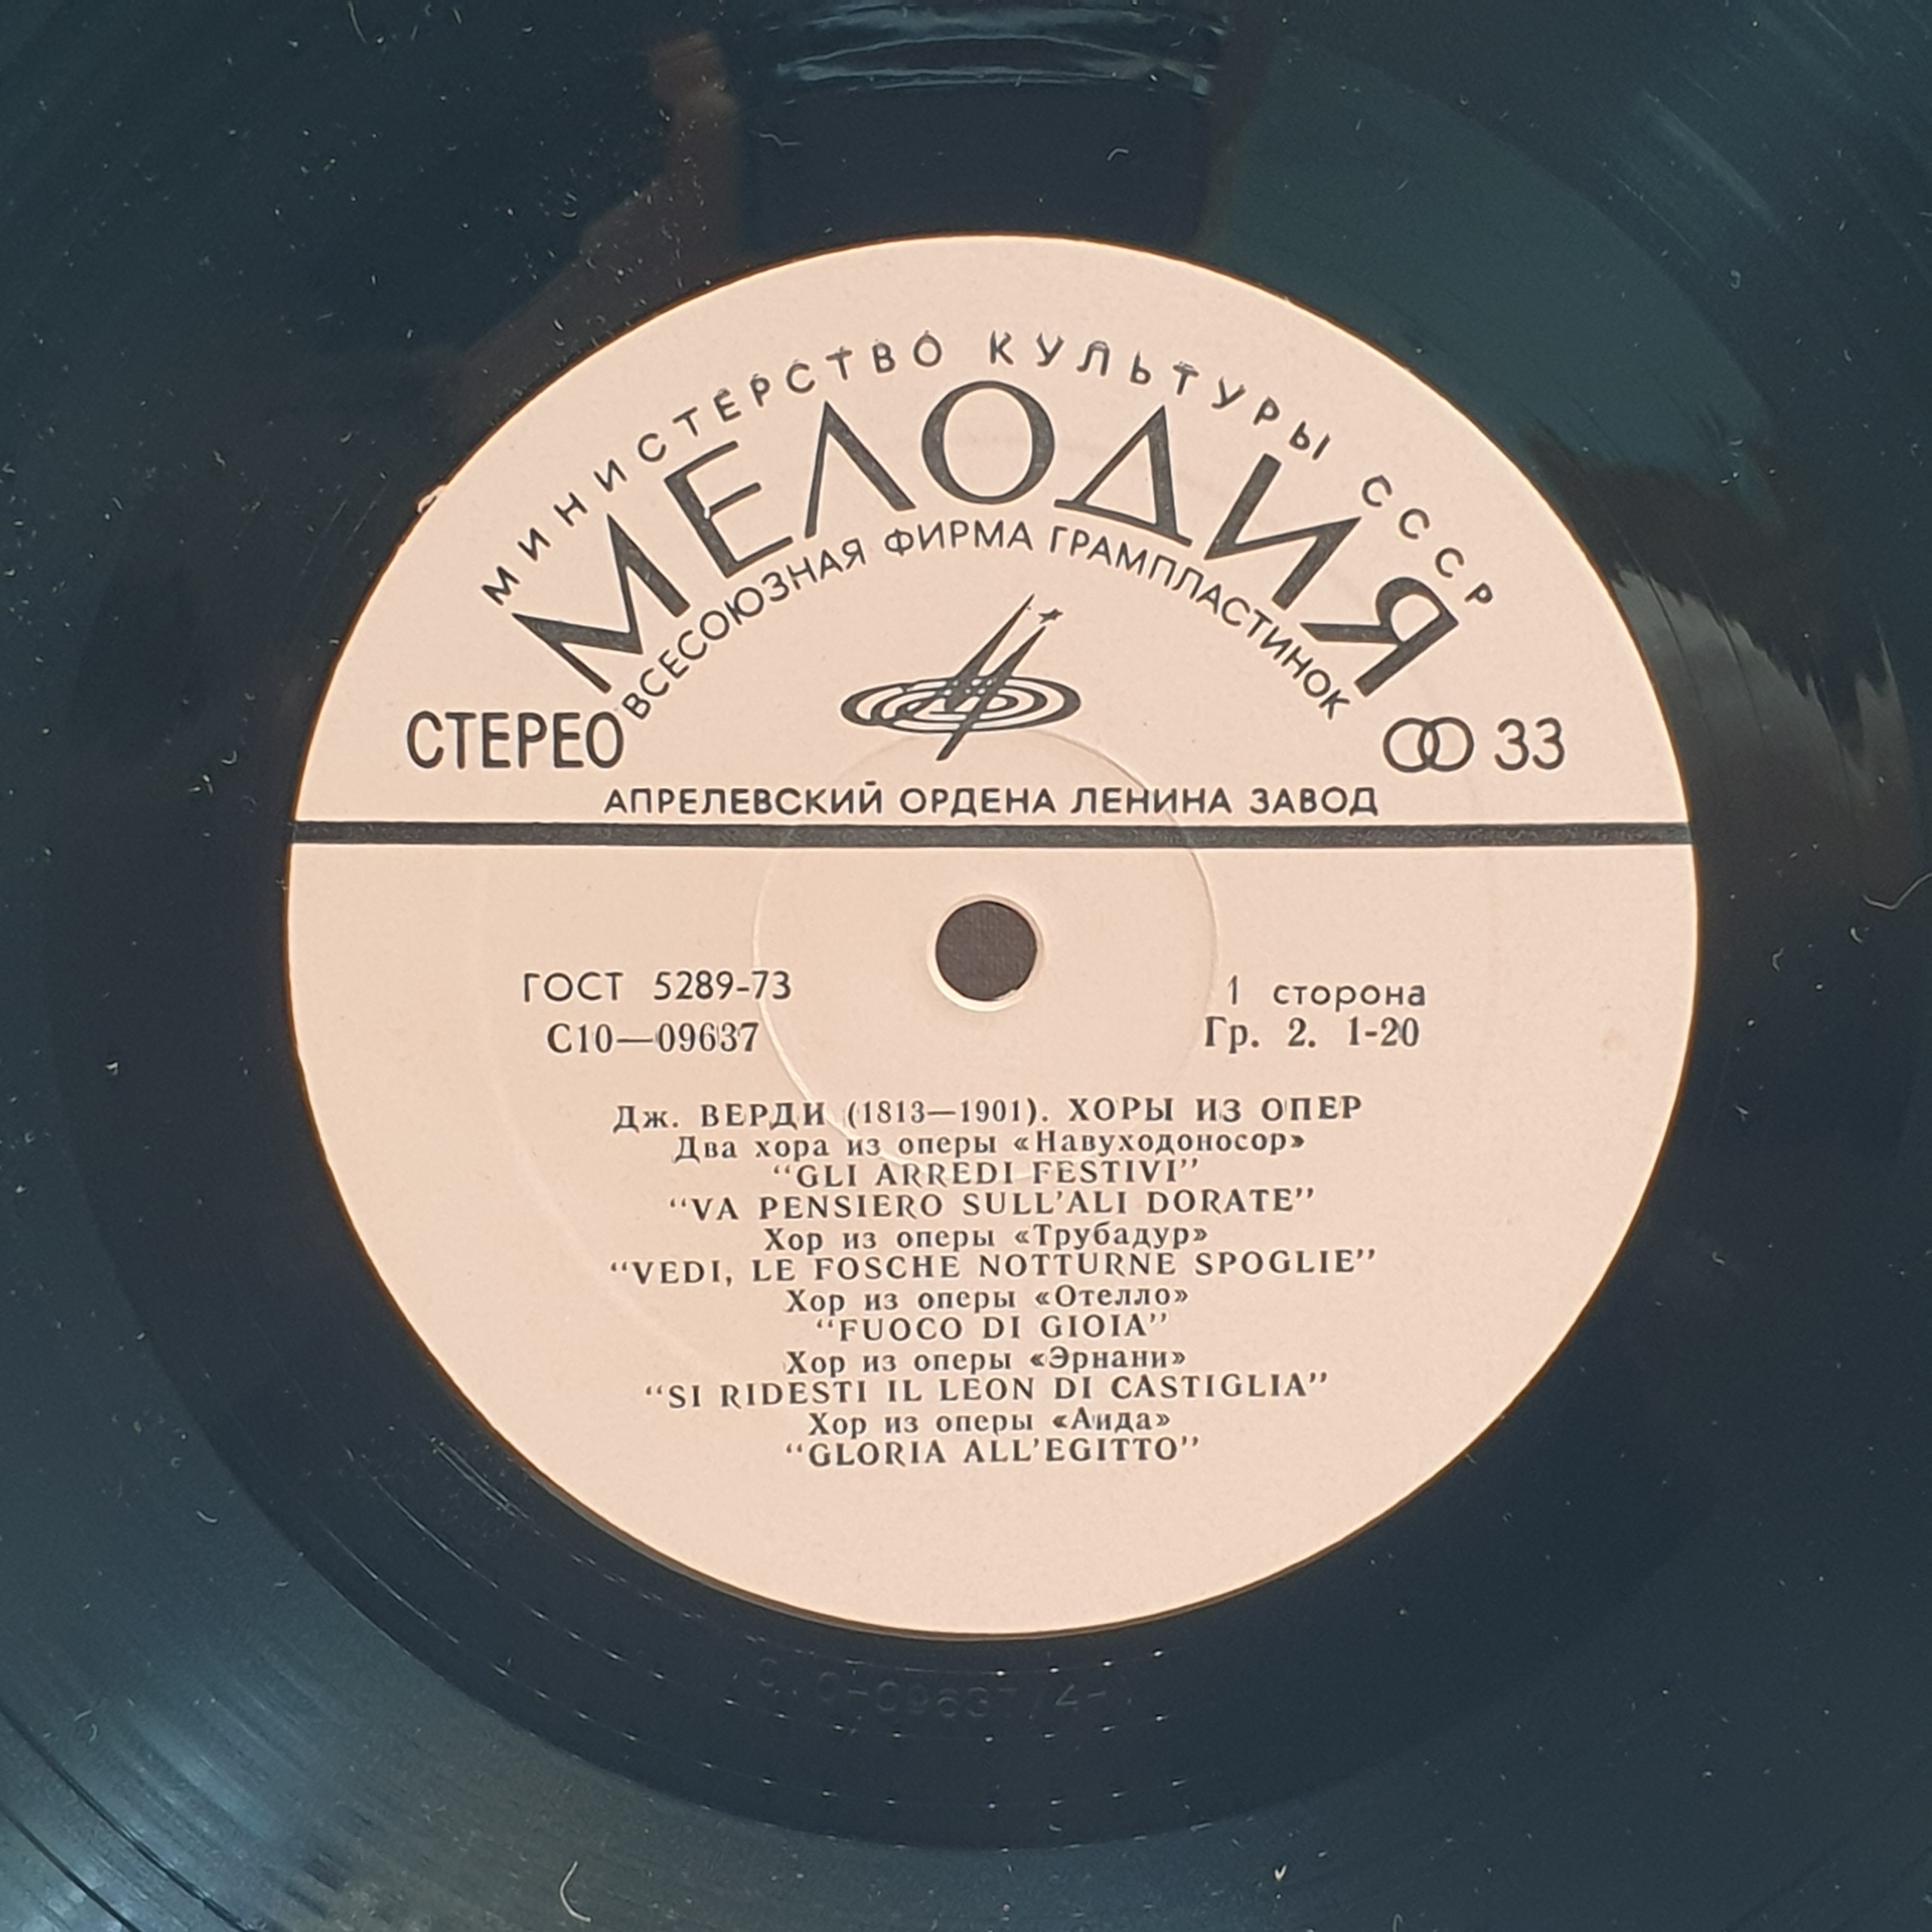 МИНИСТЕРСТВО КУЛЬТУРЫ СССР
МЕЛОДИЯ
ВСЕСОЮЗНАЯ ФИРМА ГРАМПЛАСТИНОК
СТЕРЕО
33
АПРЕЛЕВСКИЙ ОРДЕНА ЛЕНИНА ЗАВОД
ГОСТ 5289-73
С10—09637
1 сторона
Гр. 2. 1-20
Дж. ВЕРДИ (1813—1901). ХОРЫ ИЗ ОПЕР
Два хора из оперы «Навуходоносор»
“GLI ARREDI FESTIVI”
“VA PENSIERO SULL’ALI DORATE”
Хор из оперы «Трубадур»
“VEDI, LE FOSCHE NOTTURNE SPOGLIE”
Хор из оперы «Отелло»
“FUOCO DI GIOIA”
Хор из оперы «Эрнани»
“SI RIDESTI IL LEON DI CASTIGLIA”
Хор из оперы «Аида»
“GLORIA ALL’EGITTO”